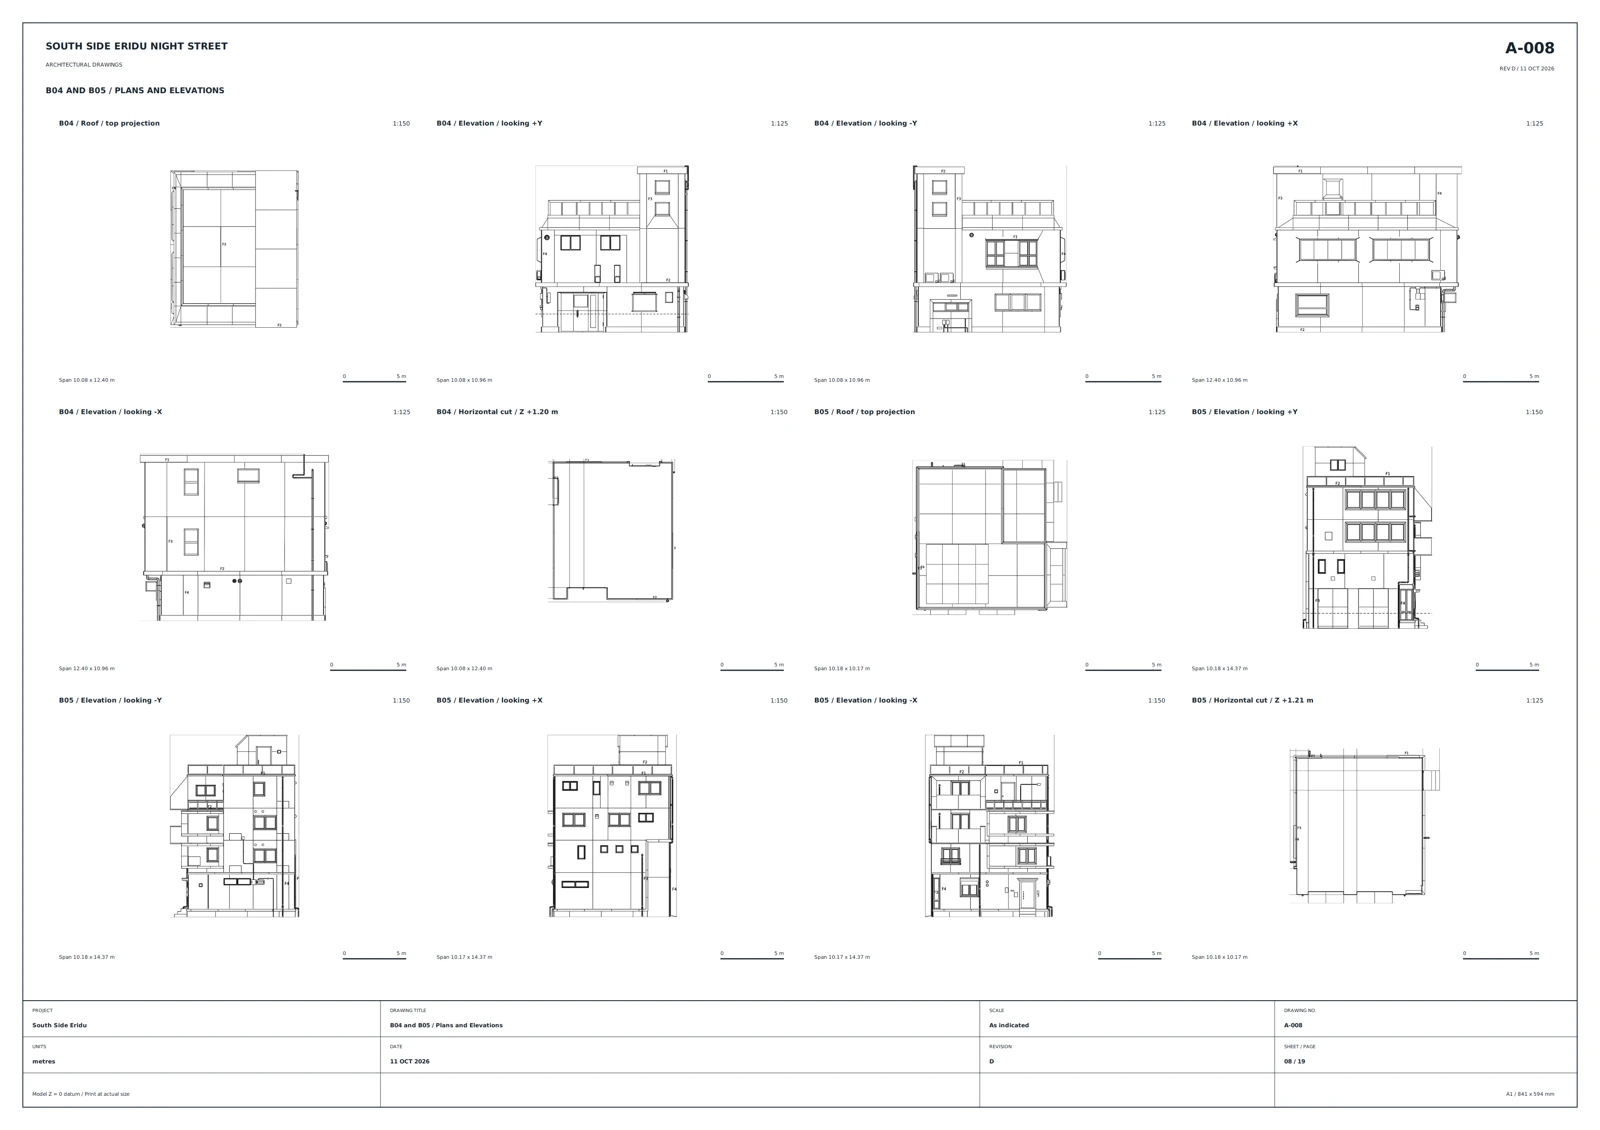 SOUTH SIDE ERIDU NIGHT STREET
A-008
ARCHITECTURAL DRAWINGS
REV D / 11 OCT 2026
B04 AND B05 / PLANS AND ELEVATIONS
B04 / Roof / top projection 1:150
B04 / Elevation / looking +Y 1:125
B04 / Elevation / looking -Y 1:125
B04 / Elevation / looking +X 1:125
Span 10.08 x 12.40 m 0 5 m
Span 10.08 x 10.96 m 0 5 m
Span 10.08 x 10.96 m 0 5 m
Span 12.40 x 10.96 m 0 5 m
B04 / Elevation / looking -X 1:125
B04 / Horizontal cut / Z +1.20 m 1:150
B05 / Roof / top projection 1:125
B05 / Elevation / looking +Y 1:150
Span 12.40 x 10.96 m 0 5 m
Span 10.08 x 12.40 m 0 5 m
Span 10.18 x 10.17 m 0 5 m
Span 10.18 x 14.37 m 0 5 m
B05 / Elevation / looking -Y 1:150
B05 / Elevation / looking +X 1:150
B05 / Elevation / looking -X 1:150
B05 / Horizontal cut / Z +1.21 m 1:125
Span 10.18 x 14.37 m 0 5 m
Span 10.17 x 14.37 m 0 5 m
Span 10.17 x 14.37 m 0 5 m
Span 10.18 x 10.17 m 0 5 m
PROJECT
South Side Eridu
DRAWING TITLE
B04 and B05 / Plans and Elevations
SCALE
As indicated
DRAWING NO.
A-008
UNITS
metres
DATE
11 OCT 2026
REVISION
D
SHEET / PAGE
08 / 19
Model Z = 0 datum / Print at actual size
A1 / 841 x 594 mm